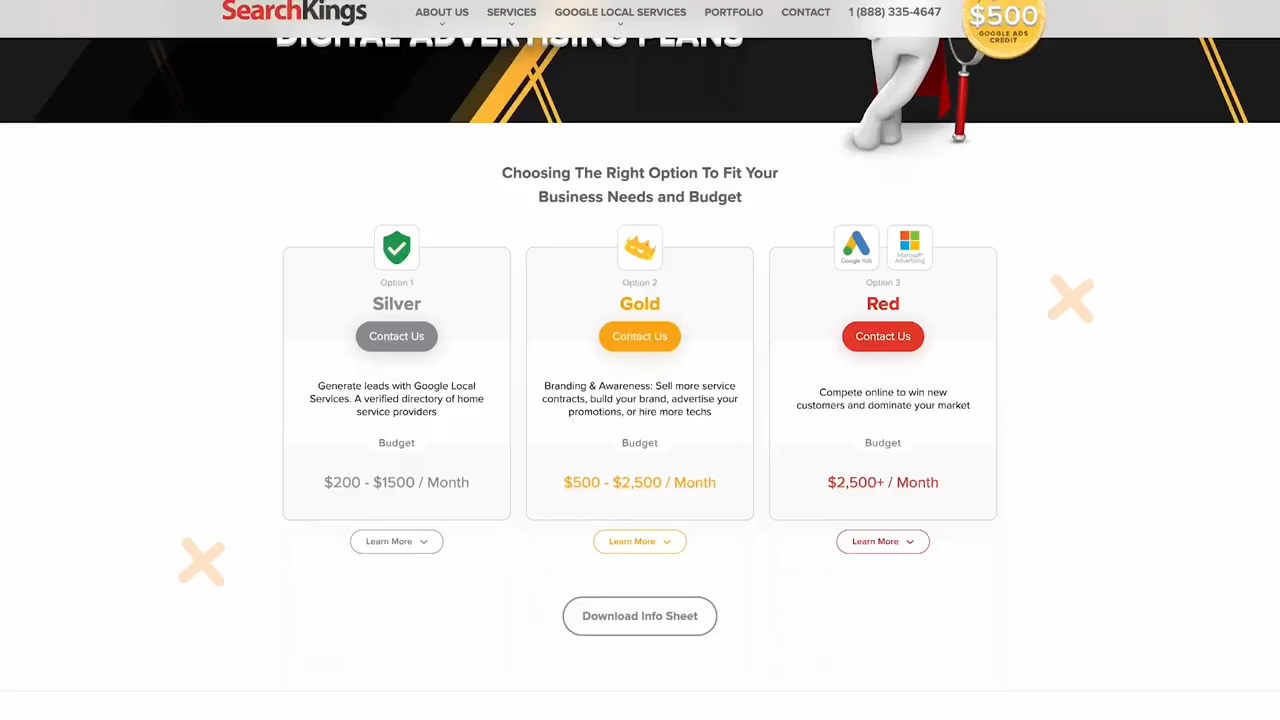 SearchKings
ABOUT US SERVICES GOOGLE LOCAL SERVICES PORTFOLIO CONTACT 1 (888) 335-4647
$500
GOOGLE ADS
CREDIT
DIGITAL ADVERTISING PLANS
Choosing The Right Option To Fit Your
Business Needs and Budget
Option 1
Silver
Contact Us
Generate leads with Google Local
Services. A verified directory of home
service providers
Budget
$200 - $1500 / Month
Learn More
Option 2
Gold
Contact Us
Branding & Awareness: Sell more service
contracts, build your brand, advertise your
promotions, or hire more techs
Budget
$500 - $2,500 / Month
Learn More
Google Ads
Microsoft
Advertising
Option 3
Red
Contact Us
Compete online to win new
customers and dominate your market
Budget
$2,500+ / Month
Learn More
Download Info Sheet